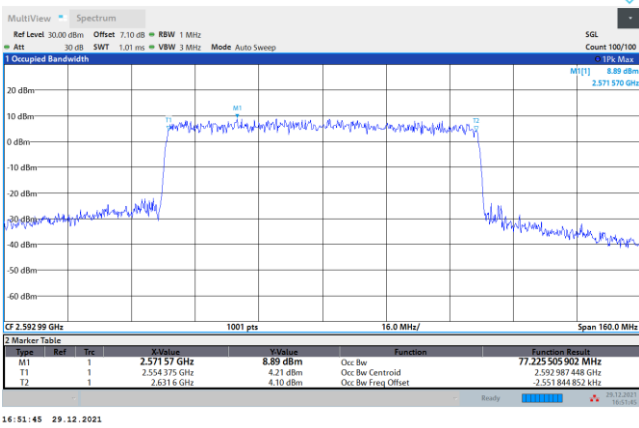 MultiView Spectrum
Ref Level 30.00 dBm Offset 7.10 dB RBW 1 MHz SGL
Att 30 dB SWT 1.01 ms VBW 3 MHz Mode Auto Sweep Count 100/100
1 Occupied Bandwidth 1Pk Max
M1[1] 8.89 dBm
2.571 570 GHz
20 dBm
M1
10 dBm
T1 T2
0 dBm
-10 dBm
-20 dBm
-30 dBm
-40 dBm
-50 dBm
-60 dBm
CF 2.592 99 GHz 1001 pts 16.0 MHz/ Span 160.0 MHz
2 Marker Table
Type Ref Trc X-Value Y-Value Function Function Result
M1 1 2.571 57 GHz 8.89 dBm Occ Bw 77.225 505 902 MHz
T1 1 2.554 375 GHz 4.21 dBm Occ Bw Centroid 2.592 987 448 GHz
T2 1 2.631 6 GHz 4.10 dBm Occ Bw Freq Offset -2.551 844 852 kHz
Ready 29.12.2021
16:51:45
16:51:45 29.12.2021